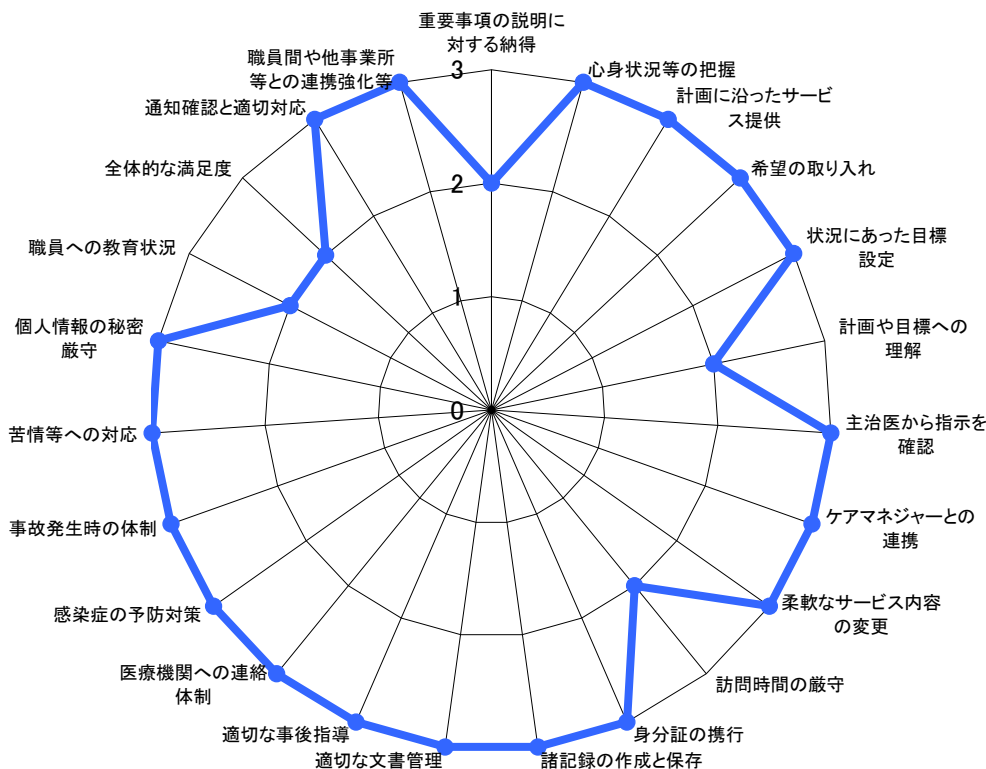 重要事項の説明に
対する納得
心身状況等の把握
計画に沿ったサービ
ス提供
希望の取り入れ
状況にあった目標
設定
計画や目標への
理解
主治医から指示を
確認
ケアマネジャーとの
連携
柔軟なサービス内容
の変更
訪問時間の厳守
身分証の携行
諸記録の作成と保存
適切な文書管理
適切な事後指導
医療機関への連絡
体制
感染症の予防対策
事故発生時の体制
苦情等への対応
個人情報の秘密
厳守
職員への教育状況
全体的な満足度
通知確認と適切対応
職員間や他事業所
等との連携強化等
3
2
1
0